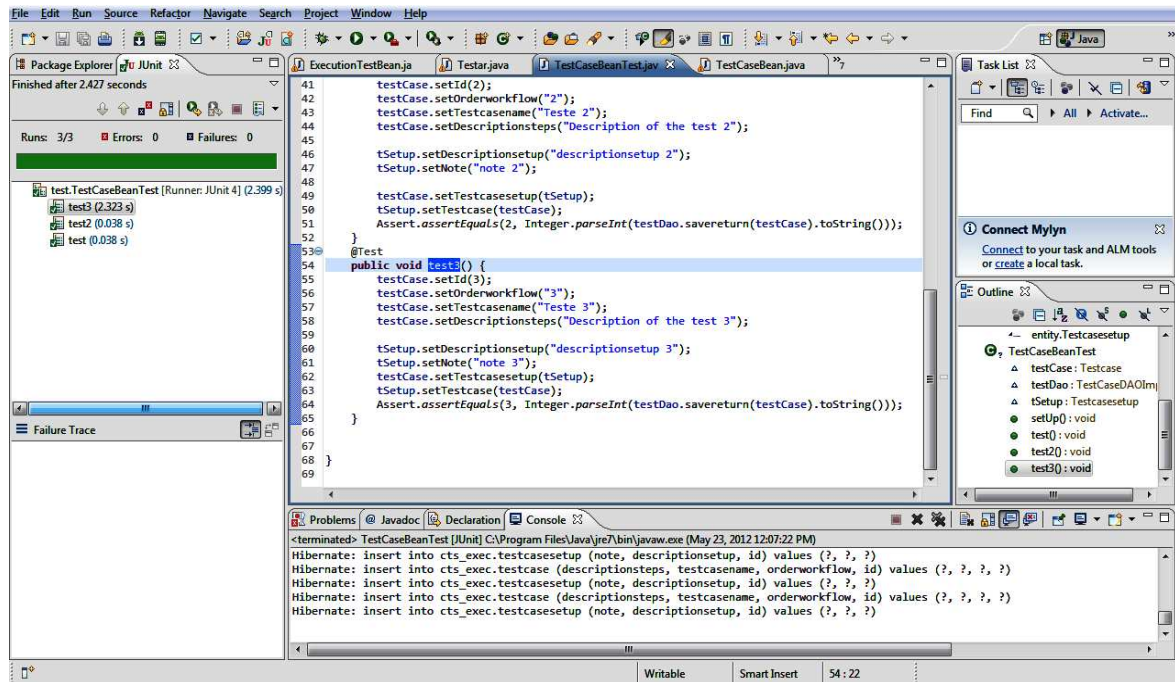 File Edit Run Source Refactor Navigate Search Project Window Help
Java
Package Explorer JUnit
Finished after 2.427 seconds
Runs: 3/3 Errors: 0 Failures: 0
test.TestCaseBeanTest [Runner: JUnit 4] (2.399 s)
test3 (2.323 s)
test2 (0.038 s)
test (0.038 s)
Failure Trace
ExecutionTestBean.ja Testar.java TestCaseBeanTest.jav TestCaseBean.java »7
41 testCase.setId(2);
42 testCase.setOrderworkflow("2");
43 testCase.setTestcasename("Teste 2");
44 testCase.setDescriptionsteps("Description of the test 2");
45
46 tSetup.setDescriptionsetup("descriptionsetup 2");
47 tSetup.setNote("note 2");
48
49 testCase.setTestcasesetup(tSetup);
50 tSetup.setTestcase(testCase);
51 Assert.assertEquals(2, Integer.parseInt(testDao.savereturn(testCase).toString()));
52 }
53 @Test
54 public void test3() {
55 testCase.setId(3);
56 testCase.setOrderworkflow("3");
57 testCase.setTestcasename("Teste 3");
58 testCase.setDescriptionsteps("Description of the test 3");
59
60 tSetup.setDescriptionsetup("descriptionsetup 3");
61 tSetup.setNote("note 3");
62 testCase.setTestcasesetup(tSetup);
63 tSetup.setTestcase(testCase);
64 Assert.assertEquals(3, Integer.parseInt(testDao.savereturn(testCase).toString()));
65 }
66
67
68 }
69
Task List
Find All Activate...
Connect Mylyn
Connect to your task and ALM tools
or create a local task.
Outline
entity.Testcasesetup
TestCaseBeanTest
testCase : Testcase
testDao : TestCaseDAOImp
tSetup : Testcasesetup
setUp() : void
test() : void
test2() : void
test3() : void
Problems @ Javadoc Declaration Console
<terminated> TestCaseBeanTest [JUnit] C:\Program Files\Java\jre7\bin\javaw.exe (May 23, 2012 12:07:22 PM)
Hibernate: insert into cts_exec.testcasesetup (note, descriptionsetup, id) values (?, ?, ?)
Hibernate: insert into cts_exec.testcase (descriptionsteps, testcasename, orderworkflow, id) values (?, ?, ?, ?)
Hibernate: insert into cts_exec.testcasesetup (note, descriptionsetup, id) values (?, ?, ?)
Hibernate: insert into cts_exec.testcase (descriptionsteps, testcasename, orderworkflow, id) values (?, ?, ?, ?)
Hibernate: insert into cts_exec.testcasesetup (note, descriptionsetup, id) values (?, ?, ?)
Writable Smart Insert 54 : 22